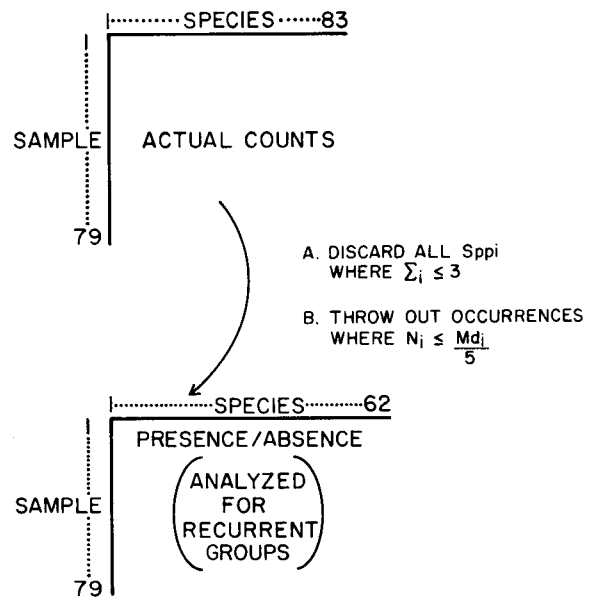 |·········· SPECIES ·······83
SAMPLE
ACTUAL COUNTS
79
A. DISCARD ALL Sppi
WHERE Σi ≤ 3
B. THROW OUT OCCURRENCES
WHERE Ni ≤ Mdi/5
|···············SPECIES·········62
PRESENCE/ABSENCE
SAMPLE
(ANALYZED
FOR
RECURRENT
GROUPS)
79